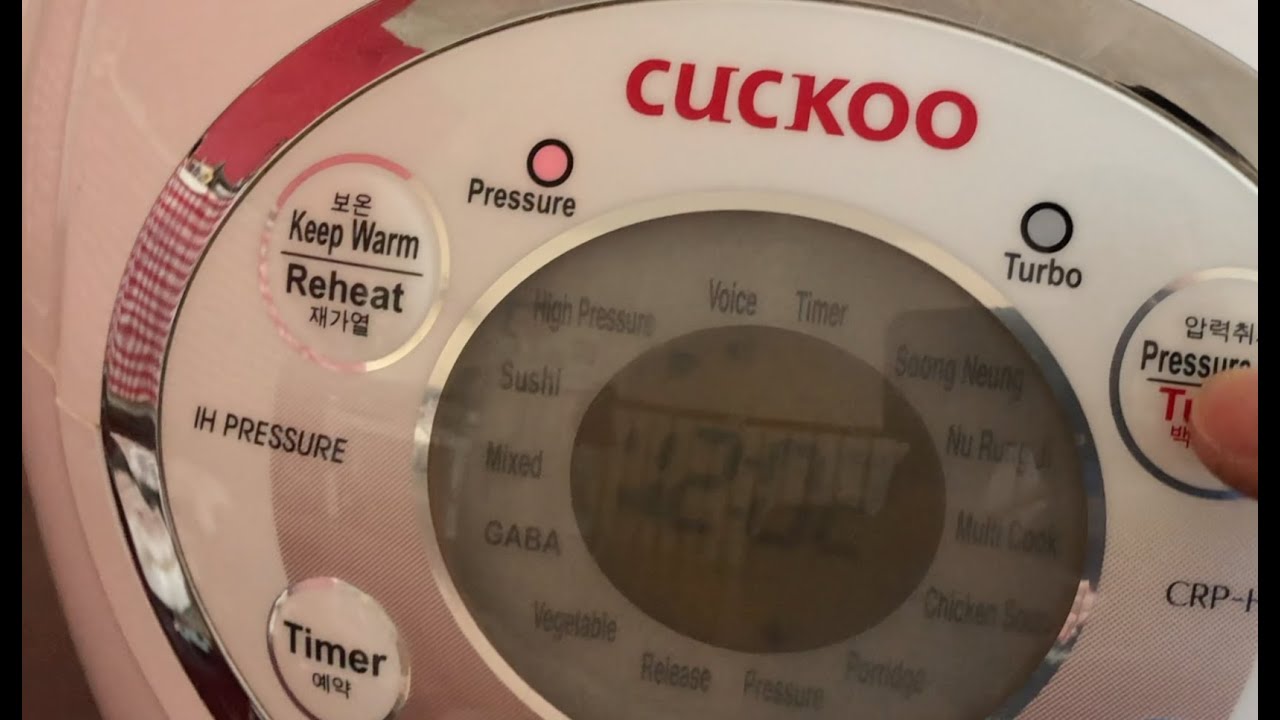 CUCKOO
Pressure
Turbo
보온
Keep Warm
Reheat
재가열
압력취
Pressure
IH PRESSURE
Voice
Timer
High Pressure
Sushi
Mixed
GABA
Vegetable
Release
Pressure
Porridge
Chicken
Multi Cook
Soong Neung
CRP-H
Timer
예약